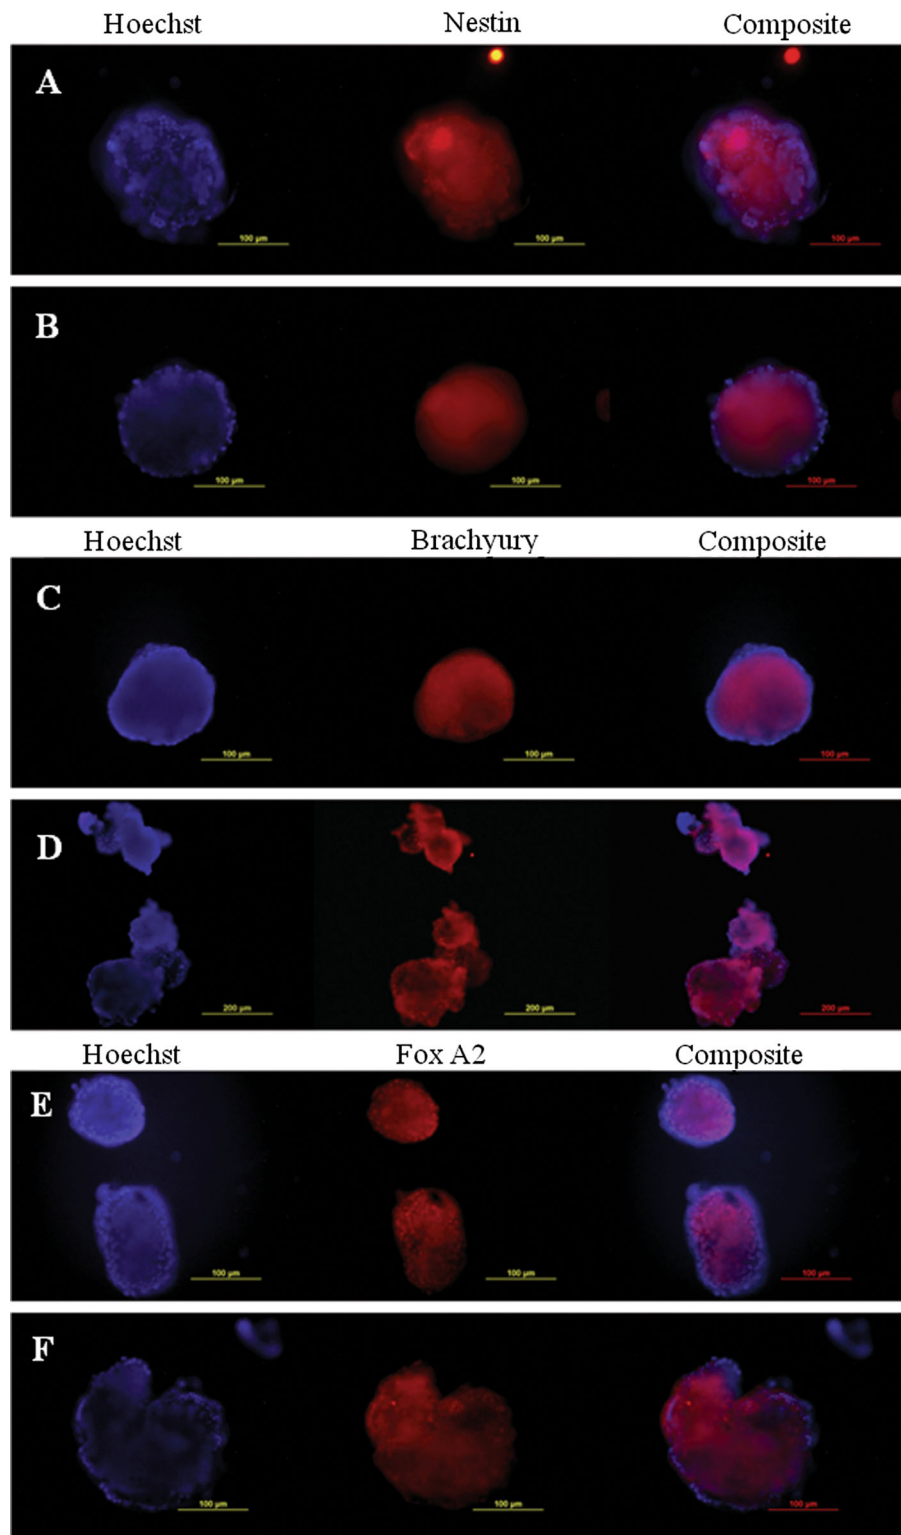 Hoechst Nestin Composite
A
100 µm 100 µm 100 µm
B
100 µm 100 µm 100 µm
Hoechst Brachyury Composite
C
100 µm 100 µm 100 µm
D
200 µm 200 µm 200 µm
Hoechst Fox A2 Composite
E
100 µm 100 µm 100 µm
F
100 µm 100 µm 100 µm